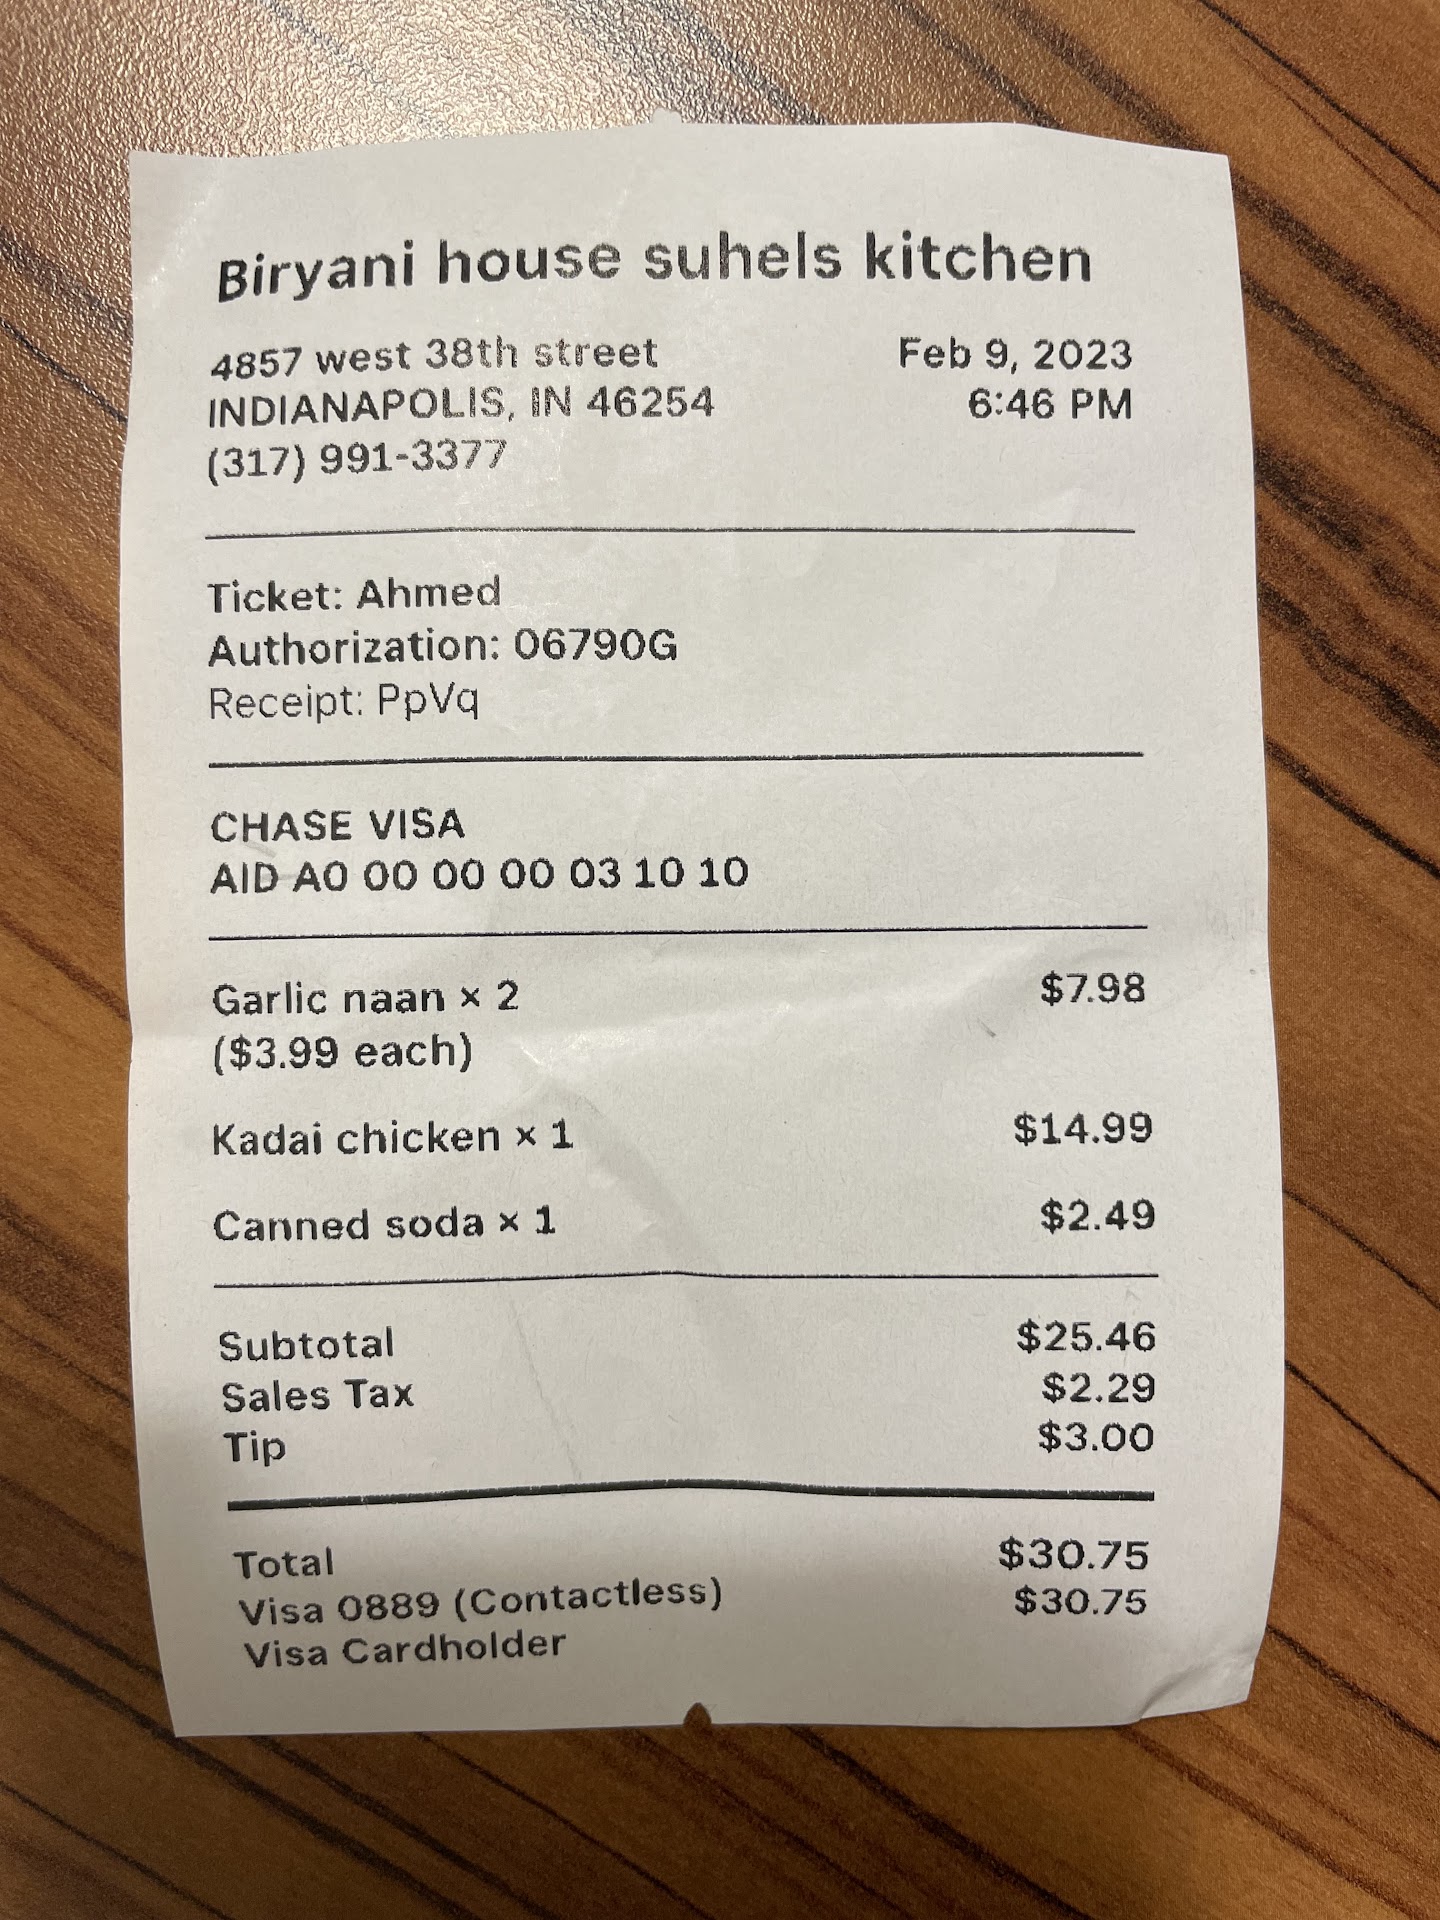 Biryani house suhels kitchen
4857 west 38th street Feb 9, 2023
INDIANAPOLIS, IN 46254 6:46 PM
(317) 991-3377
Ticket: Ahmed
Authorization: 06790G
Receipt: PpVq
CHASE VISA
AID A0 00 00 00 03 10 10
Garlic naan × 2 $7.98
($3.99 each)
Kadai chicken × 1 $14.99
Canned soda × 1 $2.49
Subtotal $25.46
Sales Tax $2.29
Tip $3.00
Total $30.75
Visa 0889 (Contactless) $30.75
Visa Cardholder